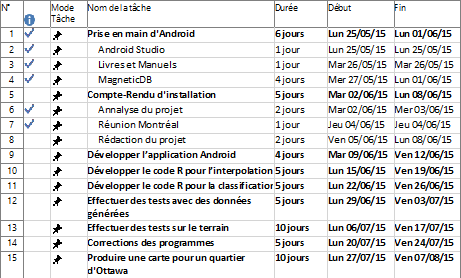 N° Mode Tâche Nom de la tâche Durée Début Fin
1 Prise en main d'Android 6 jours Lun 25/05/15 Lun 01/06/15
2 Android Studio 1 jour Lun 25/05/15 Lun 25/05/15
3 Livres et Manuels 1 jour Mar 26/05/15 Mar 26/05/15
4 MagneticDB 4 jours Mer 27/05/15 Lun 01/06/15
5 Compte-Rendu d'installation 5 jours Mar 02/06/15 Lun 08/06/15
6 Annalyse du projet 2 jours Mar 02/06/15 Mer 03/06/15
7 Réunion Montréal 1 jour Jeu 04/06/15 Jeu 04/06/15
8 Rédaction du projet 2 jours Ven 05/06/15 Lun 08/06/15
9 Développer l'application Android 4 jours Mar 09/06/15 Ven 12/06/15
10 Développer le code R pour l'interpolation 5 jours Lun 15/06/15 Ven 19/06/15
11 Développer le code R pour la classification 5 jours Lun 22/06/15 Ven 26/06/15
12 Effectuer des tests avec des données 5 jours Lun 29/06/15 Ven 03/07/15
générées
13 Effectuer des tests sur le terrain 10 jours Lun 06/07/15 Ven 17/07/15
14 Corrections des programmes 5 jours Lun 20/07/15 Ven 24/07/15
15 Produire une carte pour un quartier 10 jours Lun 27/07/15 Ven 07/08/15
d'Ottawa